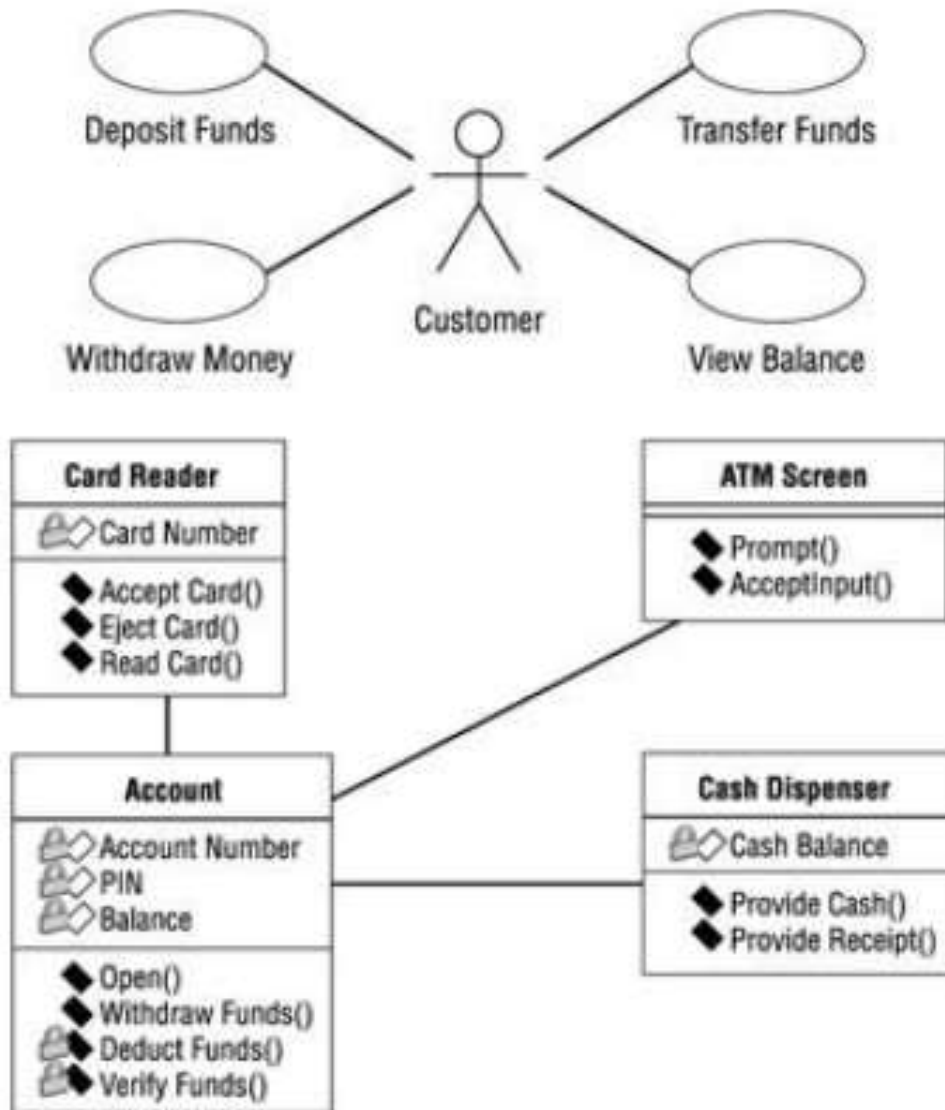 Deposit Funds
Transfer Funds
Customer
Withdraw Money
View Balance
Card Reader
Card Number
Accept Card()
Eject Card()
Read Card()
ATM Screen
Prompt()
AcceptInput()
Account
Account Number
PIN
Balance
Open()
Withdraw Funds()
Deduct Funds()
Verify Funds()
Cash Dispenser
Cash Balance
Provide Cash()
Provide Receipt()